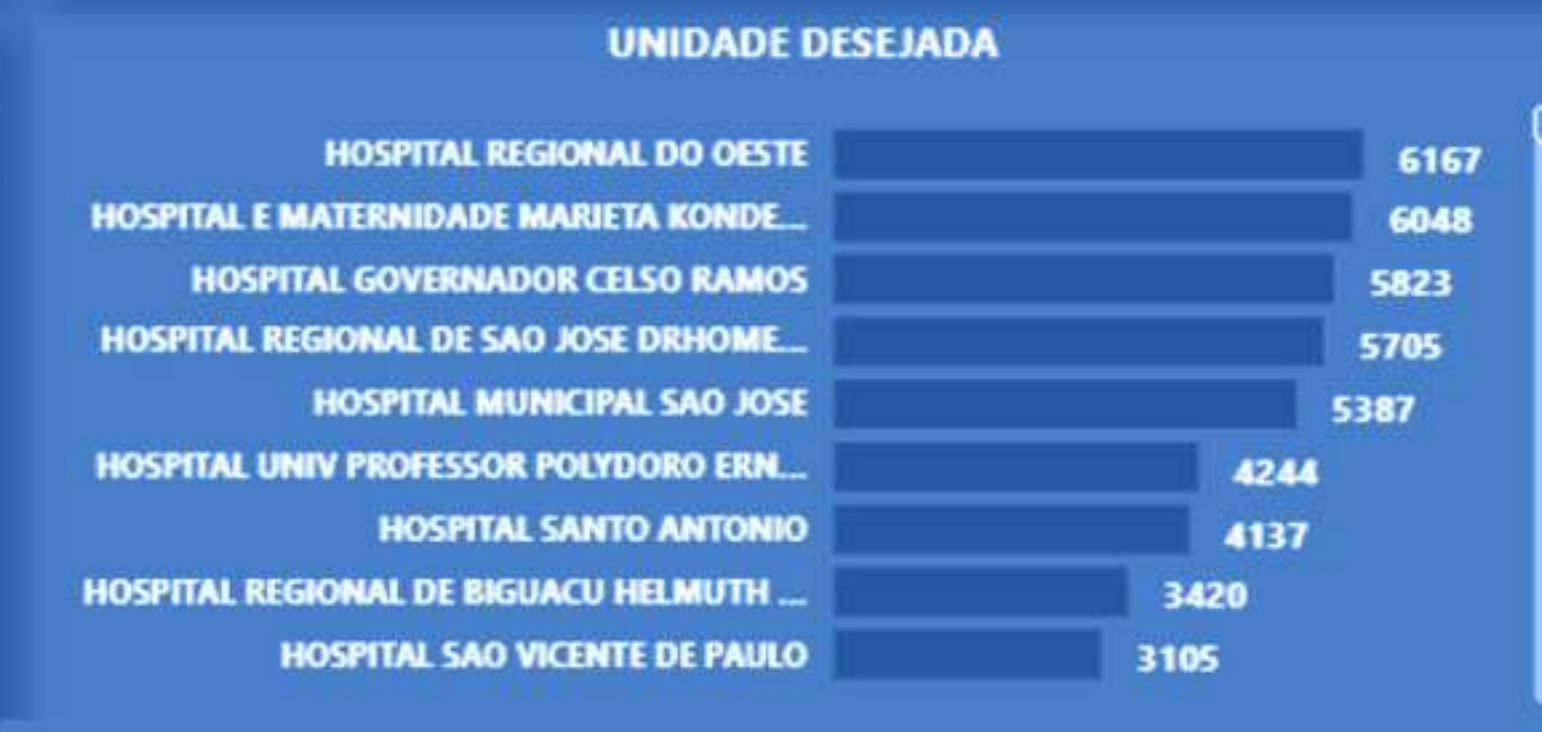 UNIDADE DESEJADA
HOSPITAL REGIONAL DO OESTE 6167
HOSPITAL E MATERNIDADE MARIETA KONDE... 6048
HOSPITAL GOVERNADOR CELSO RAMOS 5823
HOSPITAL REGIONAL DE SAO JOSE DRHOME... 5705
HOSPITAL MUNICIPAL SAO JOSE 5387
HOSPITAL UNIV PROFESSOR POLYDORO ERN... 4244
HOSPITAL SANTO ANTONIO 4137
HOSPITAL REGIONAL DE BIGUACU HELMUTH ... 3420
HOSPITAL SAO VICENTE DE PAULO 3105